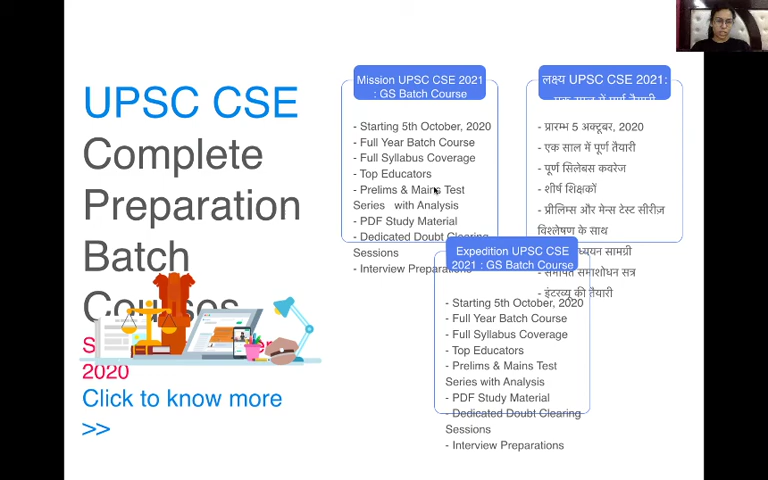 UPSC CSE
Complete
Preparation
Batch
Courses
2020
Click to know more
>>
Mission UPSC CSE 2021
: GS Batch Course
- Starting 5th October, 2020
- Full Year Batch Course
- Full Syllabus Coverage
- Top Educators
- Prelims & Mains Test
Series with Analysis
- PDF Study Material
- Dedicated Doubt Clearing
Sessions
- Interview Preparations
लक्ष्य UPSC CSE 2021:
एक साल में पूर्ण तैयारी
- प्रारम्भ 5 अक्टूबर, 2020
- एक साल में पूर्ण तैयारी
- पूर्ण सिलेबस कवरेज
- शीर्ष शिक्षकों
- प्रीलिम्स और मेन्स टेस्ट सीरीज़
विश्लेषण के साथ
सामग्री
सत्र
- इंटरव्यू की तैयारी
Expedition UPSC CSE
2021 : GS Batch Course
- Starting 5th October, 2020
- Full Year Batch Course
- Full Syllabus Coverage
- Top Educators
- Prelims & Mains Test
Series with Analysis
- PDF Study Material
- Dedicated Doubt Clearing
Sessions
- Interview Preparations